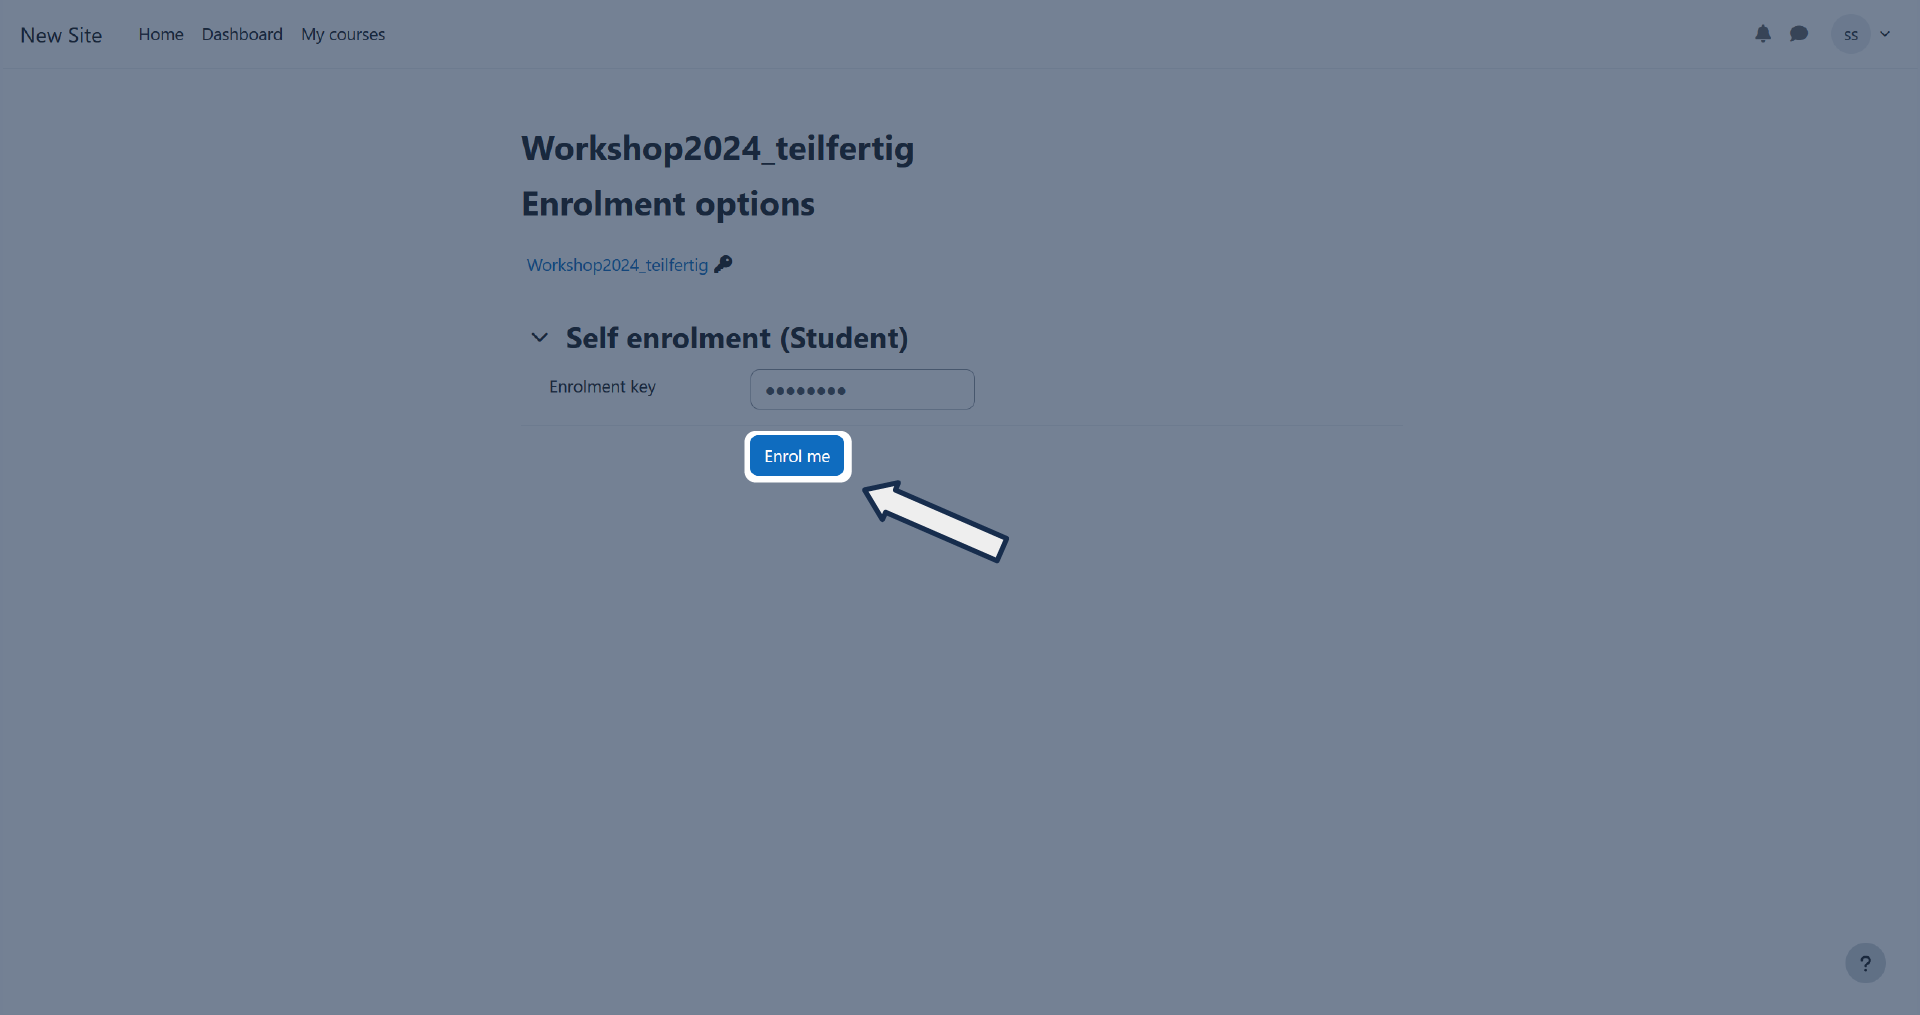 New Site Home Dashboard My courses ss
Workshop2024_teilfertig
Enrolment options
Workshop2024_teilfertig
Self enrolment (Student)
Enrolment key ●●●●●●●●
Enrol me
?